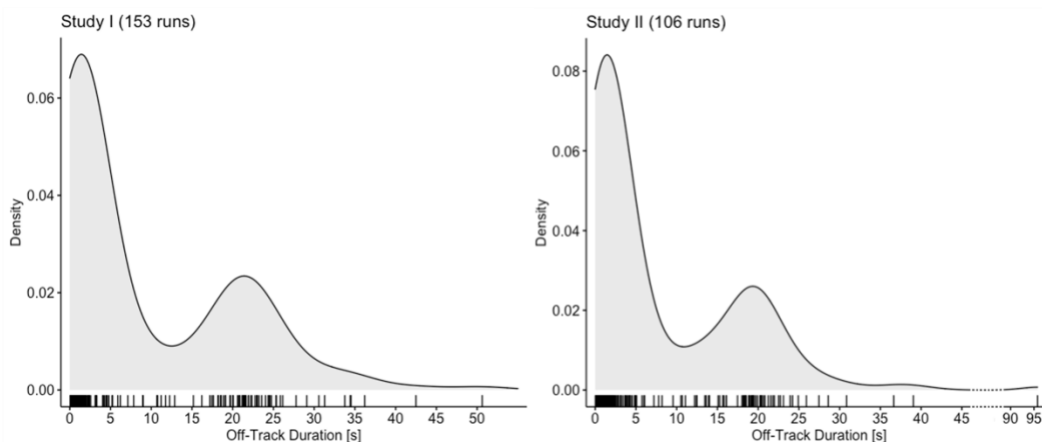 Study I (153 runs)
Density
0.06
0.04
0.02
0.00
0 5 10 15 20 25 30 35 40 45 50
Off-Track Duration [s]
Study II (106 runs)
Density
0.08
0.06
0.04
0.02
0.00
0 5 10 15 20 25 30 35 40 45 90 95
Off-Track Duration [s]